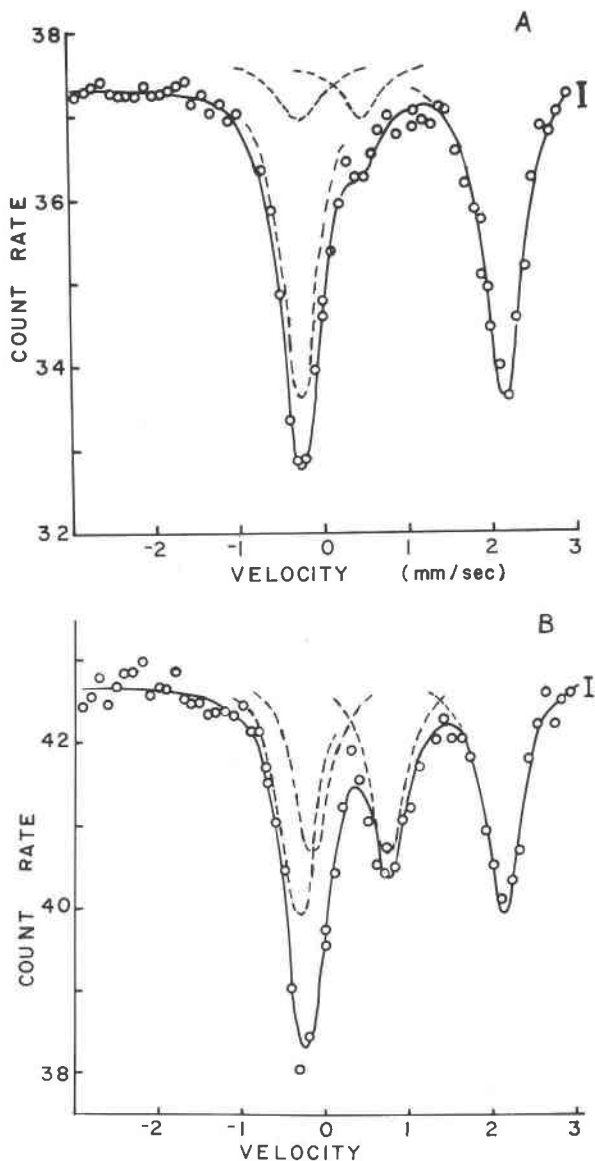 A
38
36
34
32
COUNT RATE
-2 -1 0 1 2 3
VELOCITY (mm/sec)
B
42
40
38
COUNT RATE
-2 -1 0 1 2 3
VELOCITY